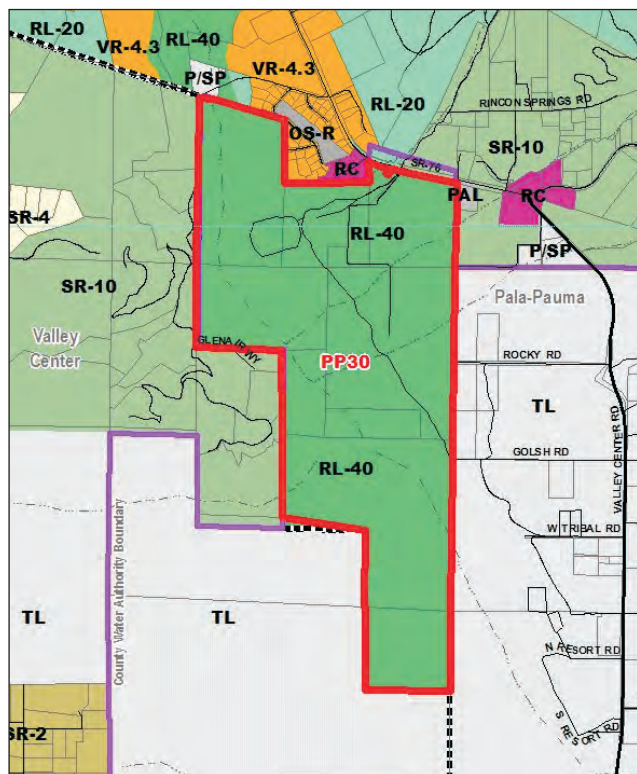 RL-20
VR-4.3
RL-40
P/SP
VR-4.3
RL-20
RINCON SPRINGS RD
OS-R
SR-10
RC
SR-76
PAL
RC
SR-4
RL-40
P/SP
SR-10
Pala-Pauma
Valley
Center
GLENAIR WY
PP30
ROCKY RD
TL
VALLEY CENTER RD
GOLSH RD
RL-40
W TRIBAL RD
County Water Authority Boundary
TL
TL
N RESORT RD
S RESORT RD
SR-2